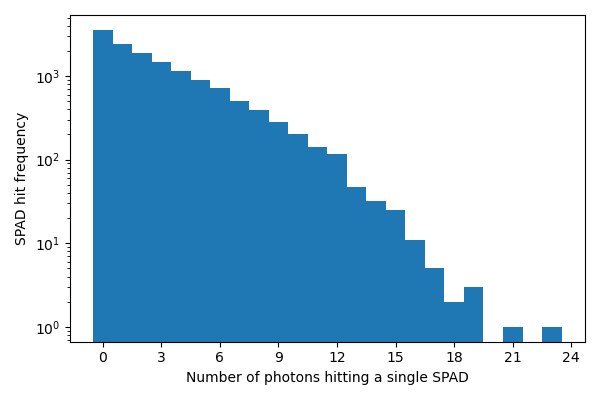 SPAD hit frequency
10³
10²
10¹
10⁰
0 3 6 9 12 15 18 21 24
Number of photons hitting a single SPAD